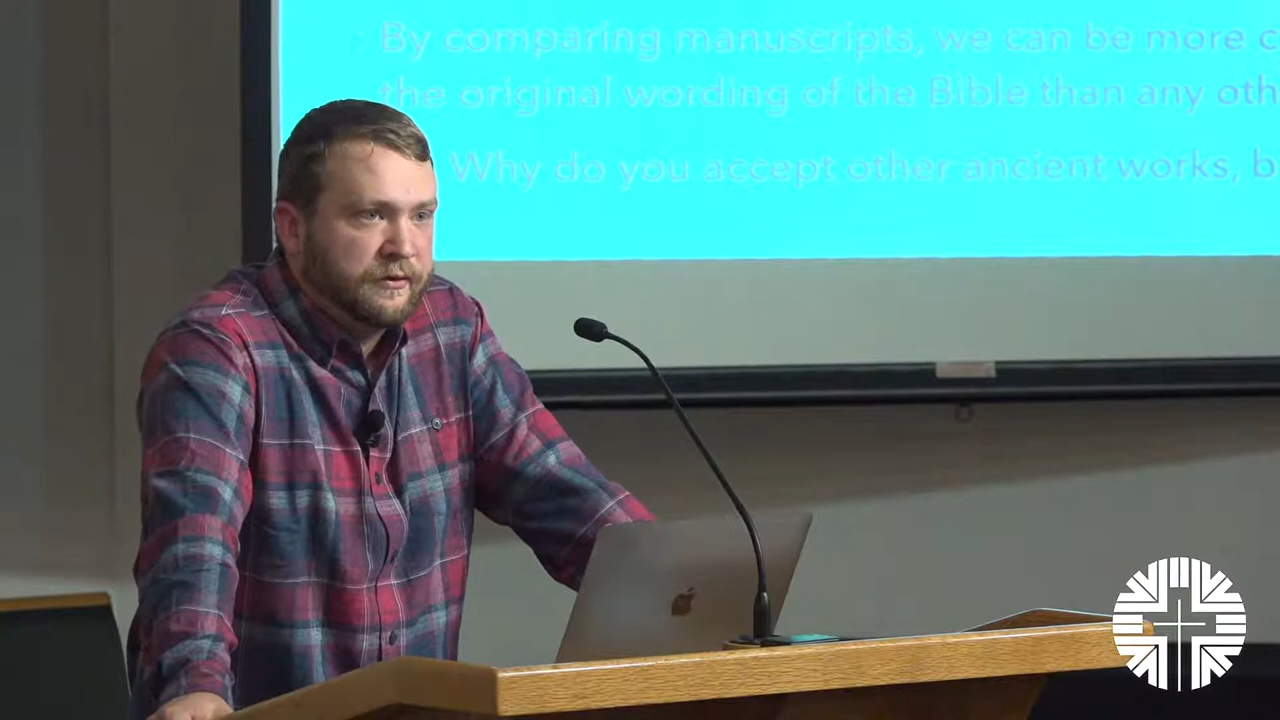 By comparing manuscripts, we can be more c
the original wording of the Bible than any oth
Why do you accept other ancient works, b